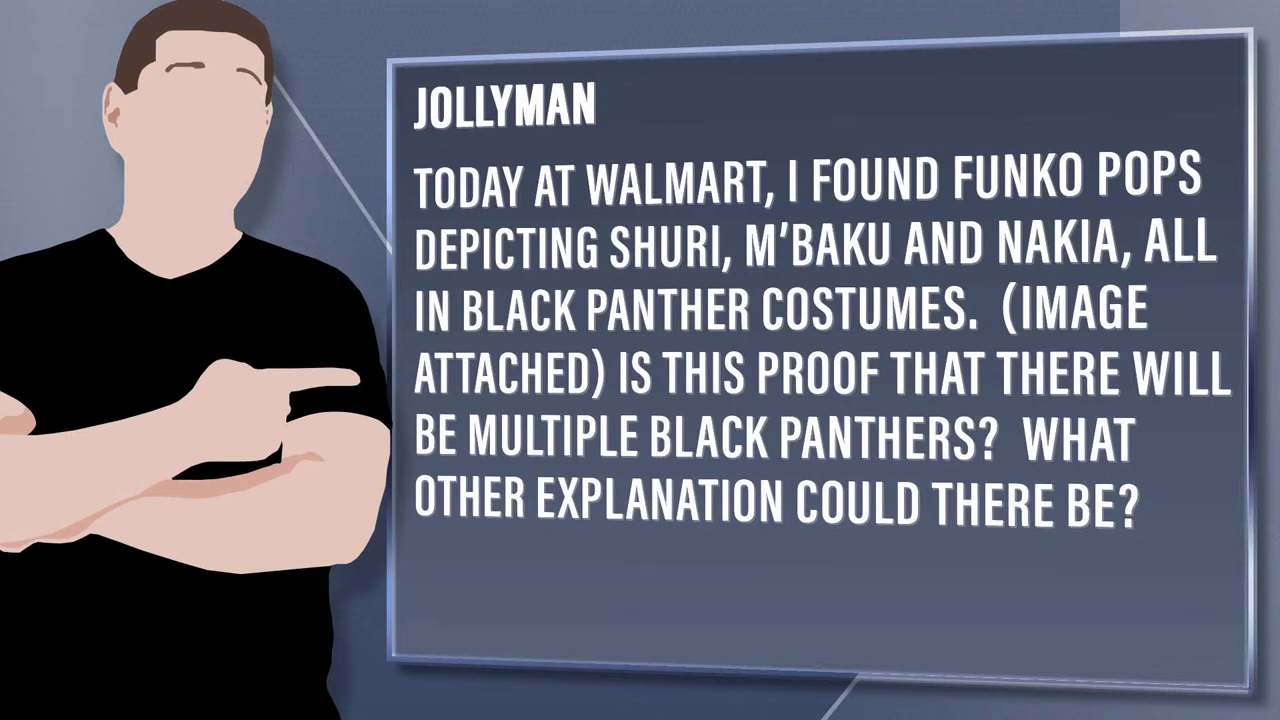 JOLLYMAN
TODAY AT WALMART, I FOUND FUNKO POPS
DEPICTING SHURI, M'BAKU AND NAKIA, ALL
IN BLACK PANTHER COSTUMES. (IMAGE
ATTACHED) IS THIS PROOF THAT THERE WILL
BE MULTIPLE BLACK PANTHERS? WHAT
OTHER EXPLANATION COULD THERE BE?